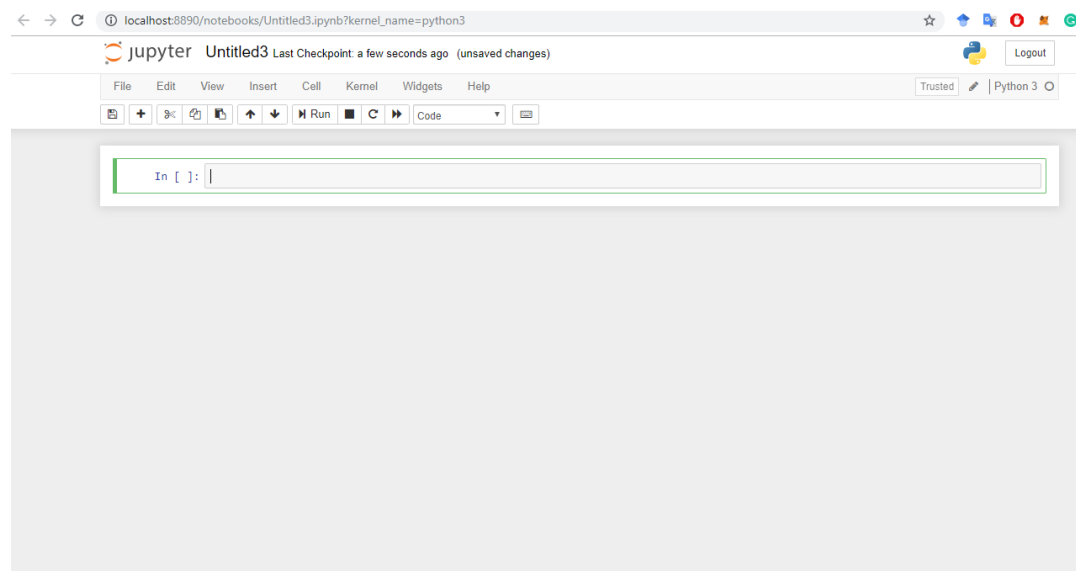 localhost:8890/notebooks/Untitled3.ipynb?kernel_name=python3
jupyter Untitled3 Last Checkpoint: a few seconds ago (unsaved changes) Logout
File Edit View Insert Cell Kernel Widgets Help Trusted Python 3
Run Code
In [ ]: